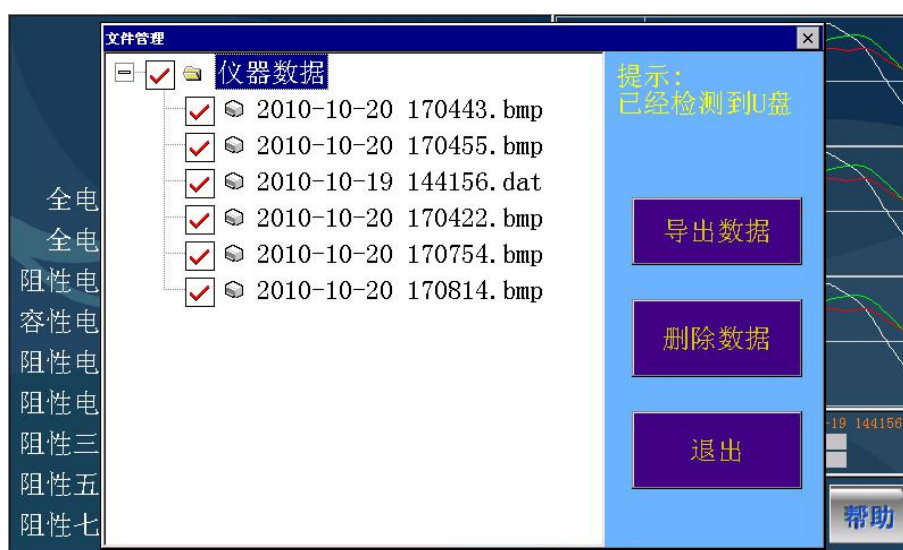 文件管理
仪器数据
2010-10-20 170443.bmp
2010-10-20 170455.bmp
2010-10-19 144156.dat
2010-10-20 170422.bmp
2010-10-20 170754.bmp
2010-10-20 170814.bmp
提示:
已经检测到U盘
导出数据
删除数据
退出
全电
全电
阻性电
容性电
阻性电
阻性电
阻性三
阻性五
阻性七
-19 144156
帮助